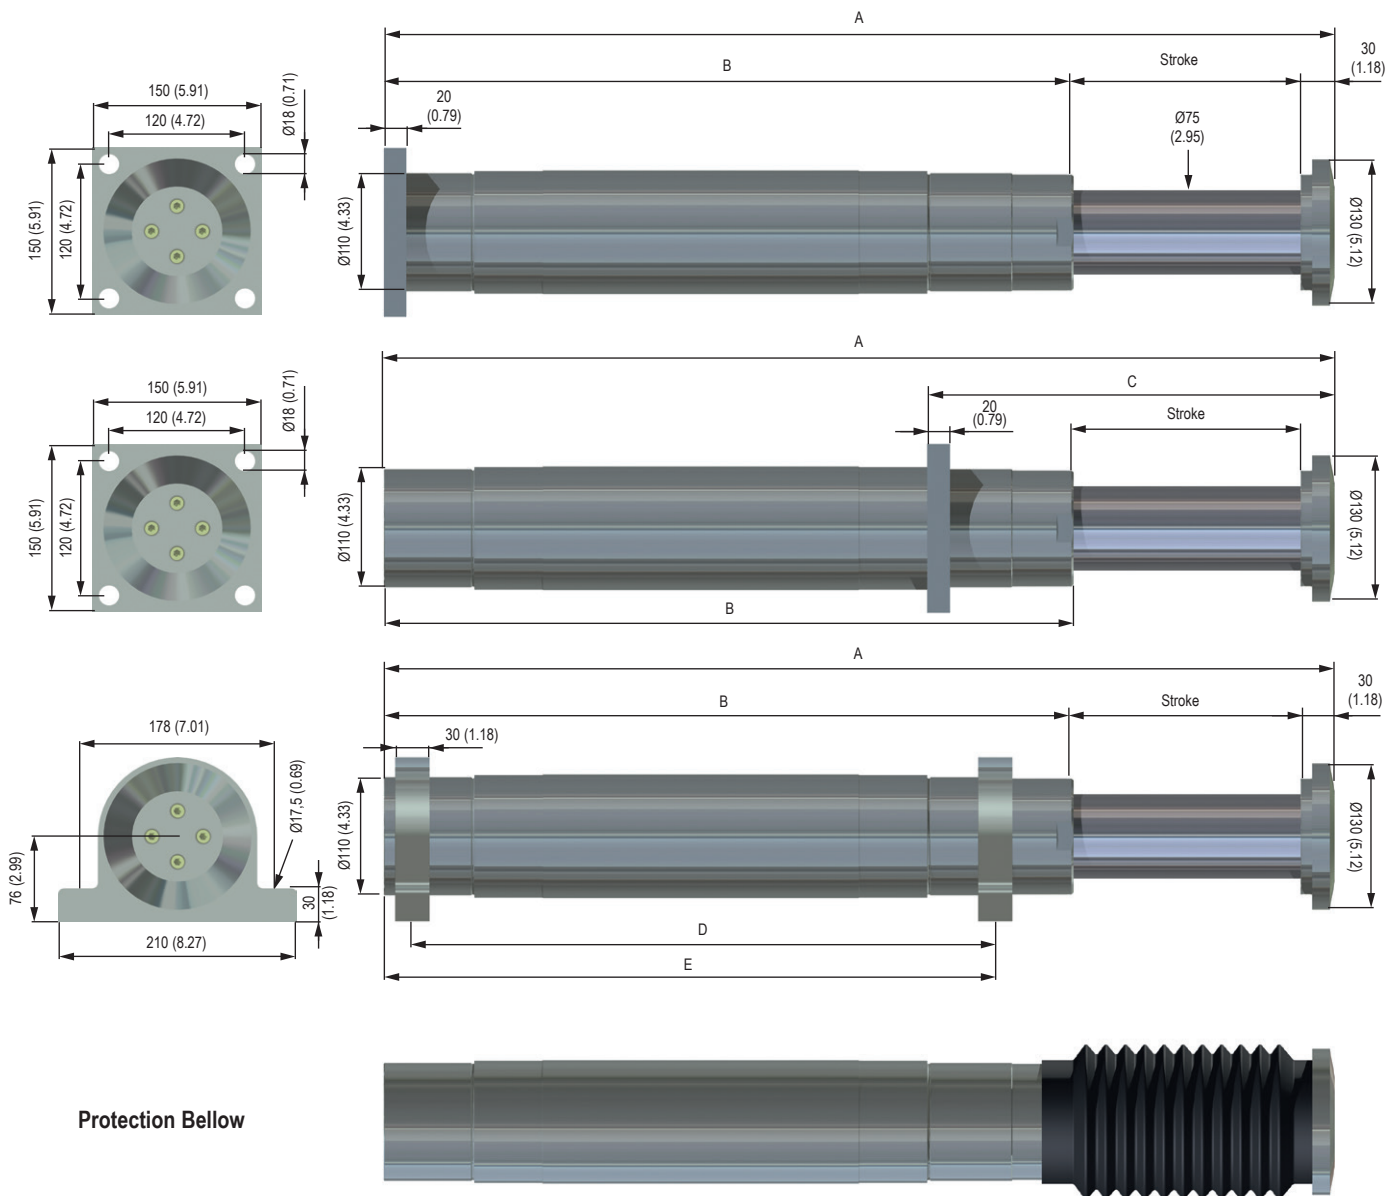 A
B
Stroke
30
(1.18)
20
(0.79)
Ø75
(2.95)
150 (5.91)
120 (4.72)
Ø18 (0.71)
150 (5.91)
120 (4.72)
Ø110 (4.33)
Ø130 (5.12)
A
C
20
(0.79)
Stroke
150 (5.91)
120 (4.72)
Ø18 (0.71)
150 (5.91)
120 (4.72)
Ø110 (4.33)
Ø130 (5.12)
B
A
B
Stroke
30
(1.18)
178 (7.01)
30 (1.18)
Ø17,5 (0.69)
76 (2.99)
30
(1.18)
210 (8.27)
Ø110 (4.33)
Ø130 (5.12)
D
E
Protection Bellow